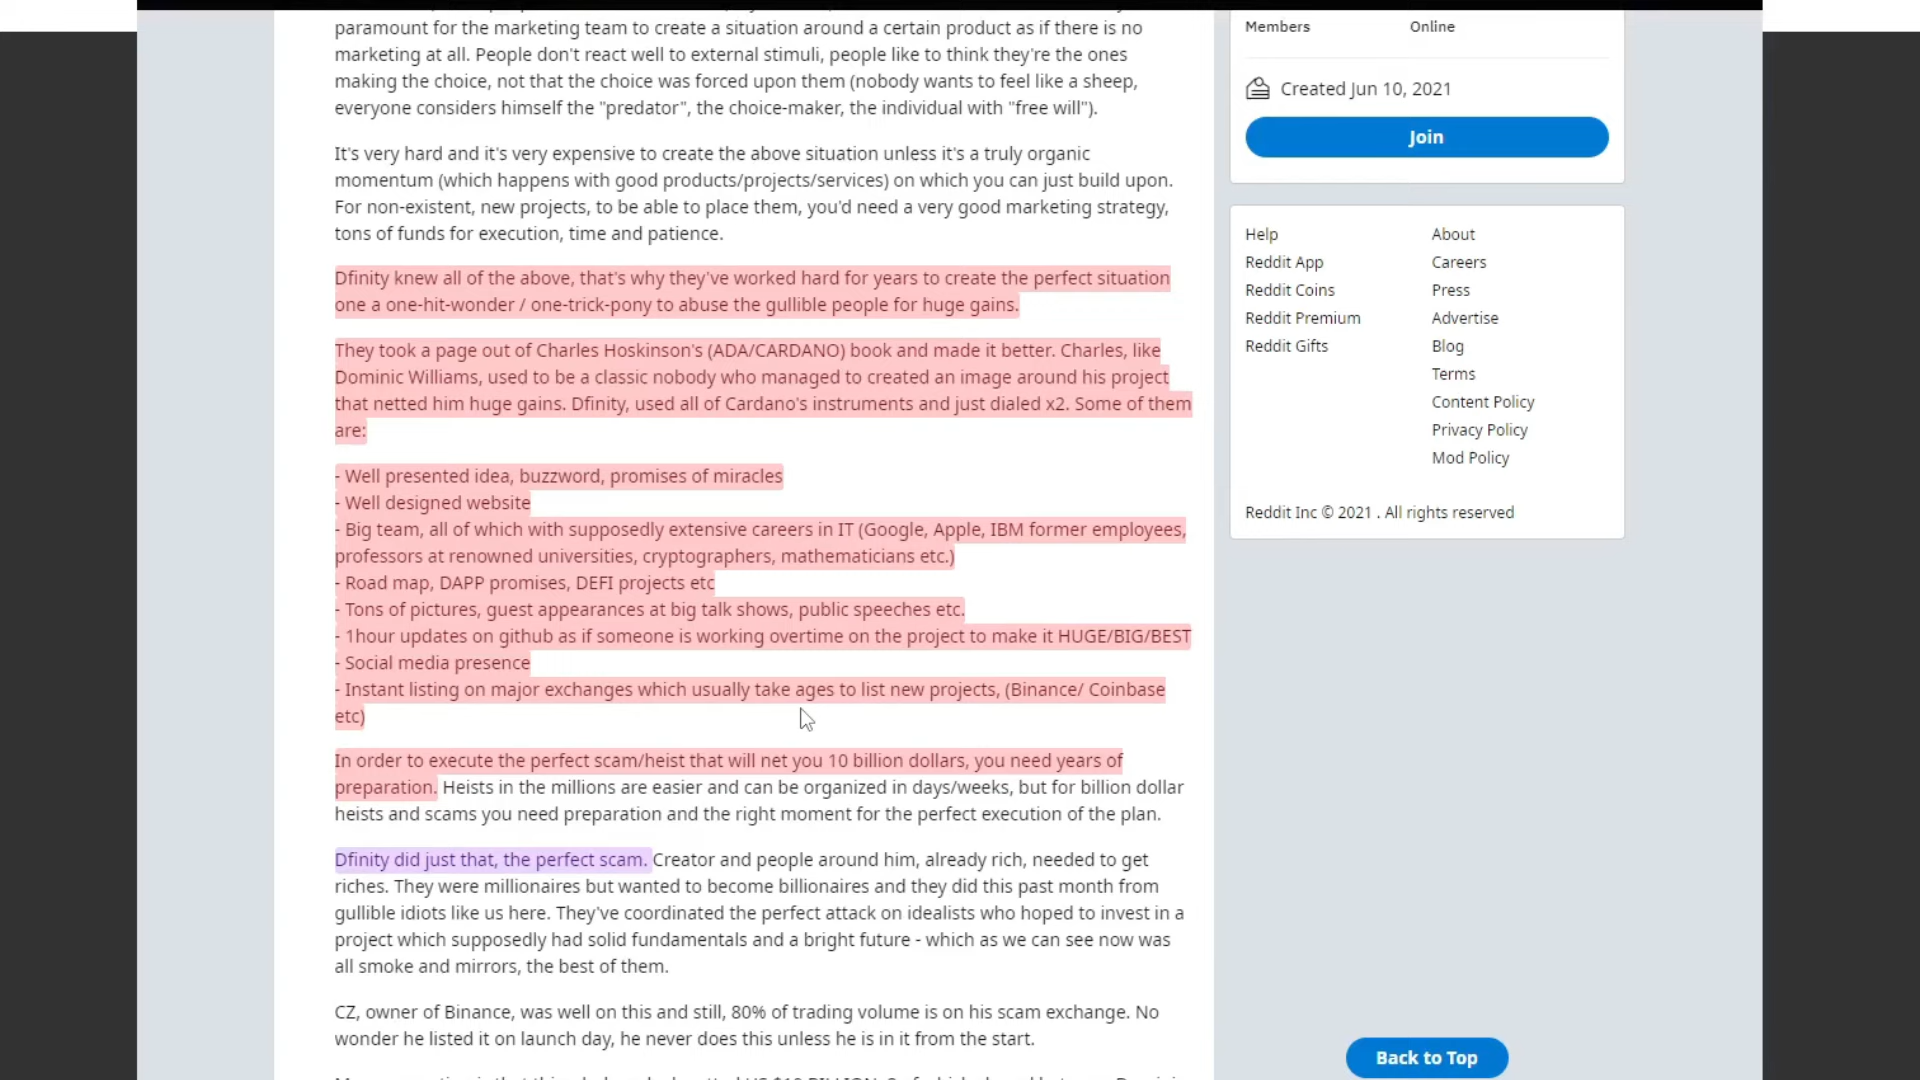 paramount for the marketing team to create a situation around a certain product as if there is no
marketing at all. People don't react well to external stimuli, people like to think they're the ones
making the choice, not that the choice was forced upon them (nobody wants to feel like a sheep,
everyone considers himself the "predator", the choice-maker, the individual with "free will").
It's very hard and it's very expensive to create the above situation unless it's a truly organic
momentum (which happens with good products/projects/services) on which you can just build upon.
For non-existent, new projects, to be able to place them, you'd need a very good marketing strategy,
tons of funds for execution, time and patience.
Dfinity knew all of the above, that's why they've worked hard for years to create the perfect situation
one a one-hit-wonder / one-trick-pony to abuse the gullible people for huge gains.
They took a page out of Charles Hoskinson's (ADA/CARDANO) book and made it better. Charles, like
Dominic Williams, used to be a classic nobody who managed to created an image around his project
that netted him huge gains. Dfinity, used all of Cardano's instruments and just dialed x2. Some of them
are:
- Well presented idea, buzzword, promises of miracles
- Well designed website
- Big team, all of which with supposedly extensive careers in IT (Google, Apple, IBM former employees,
professors at renowned universities, cryptographers, mathematicians etc.)
- Road map, DAPP promises, DEFI projects etc
- Tons of pictures, guest appearances at big talk shows, public speeches etc.
- 1hour updates on github as if someone is working overtime on the project to make it HUGE/BIG/BEST
- Social media presence
- Instant listing on major exchanges which usually take ages to list new projects, (Binance/ Coinbase
etc)
In order to execute the perfect scam/heist that will net you 10 billion dollars, you need years of
preparation. Heists in the millions are easier and can be organized in days/weeks, but for billion dollar
heists and scams you need preparation and the right moment for the perfect execution of the plan.
Dfinity did just that, the perfect scam. Creator and people around him, already rich, needed to get
riches. They were millionaires but wanted to become billionaires and they did this past month from
gullible idiots like us here. They've coordinated the perfect attack on idealists who hoped to invest in a
project which supposedly had solid fundamentals and a bright future - which as we can see now was
all smoke and mirrors, the best of them.
CZ, owner of Binance, was well on this and still, 80% of trading volume is on his scam exchange. No
wonder he listed it on launch day, he never does this unless he is in it from the start.
Members Online
Created Jun 10, 2021
Join
Help About
Reddit App Careers
Reddit Coins Press
Reddit Premium Advertise
Reddit Gifts Blog
Terms
Content Policy
Privacy Policy
Mod Policy
Reddit Inc © 2021 . All rights reserved
Back to Top